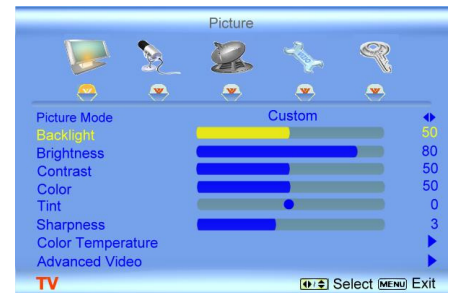 Picture
Picture Mode Custom
Backlight 50
Brightness 80
Contrast 50
Color 50
Tint 0
Sharpness 3
Color Temperature
Advanced Video
TV Select MENU Exit